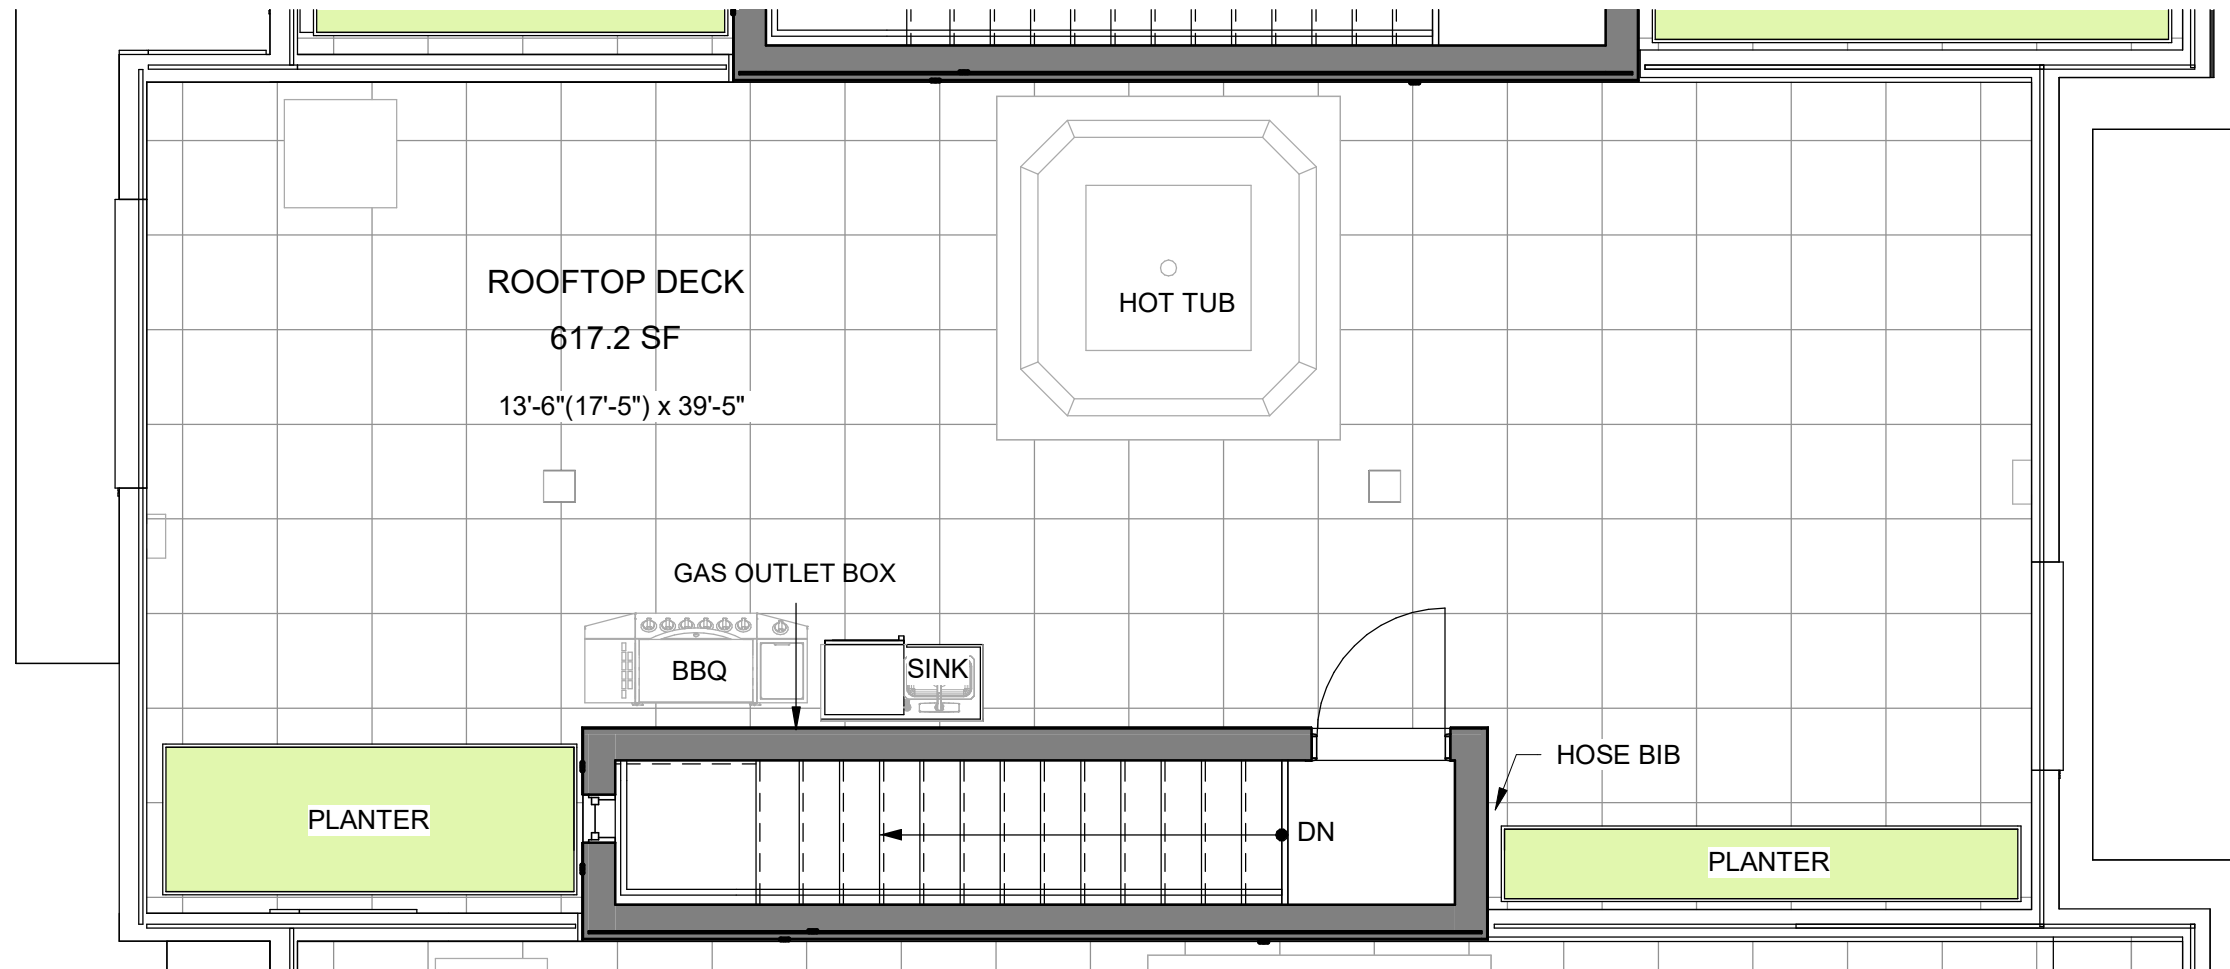 ROOFTOP DECK
617.2 SF
13'-6"(17'-5") x 39'-5"
HOT TUB
GAS OUTLET BOX
BBQ
SINK
HOSE BIB
PLANTER
DN
PLANTER